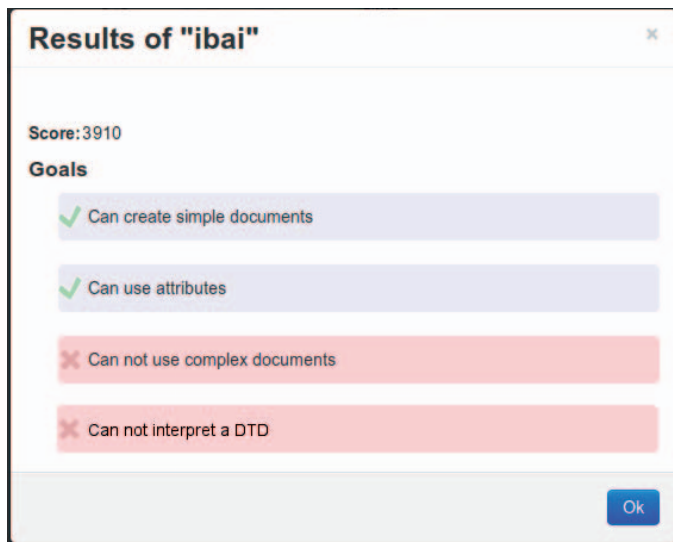 Results of "ibai"
×
Score: 3910
Goals
Can create simple documents
Can use attributes
Can not use complex documents
Can not interpret a DTD
Ok